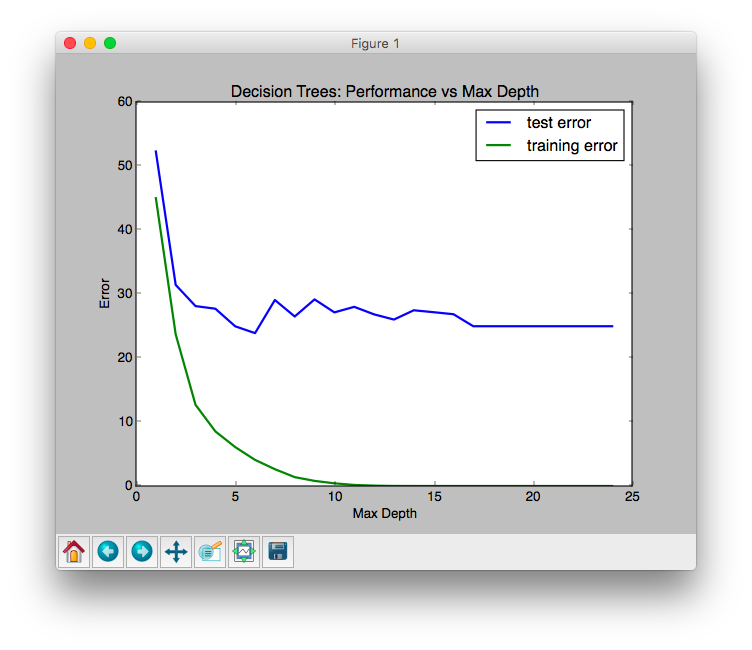 Figure 1
Decision Trees: Performance vs Max Depth
60
50
40
30
20
10
0
Error
test error
training error
0 5 10 15 20 25
Max Depth